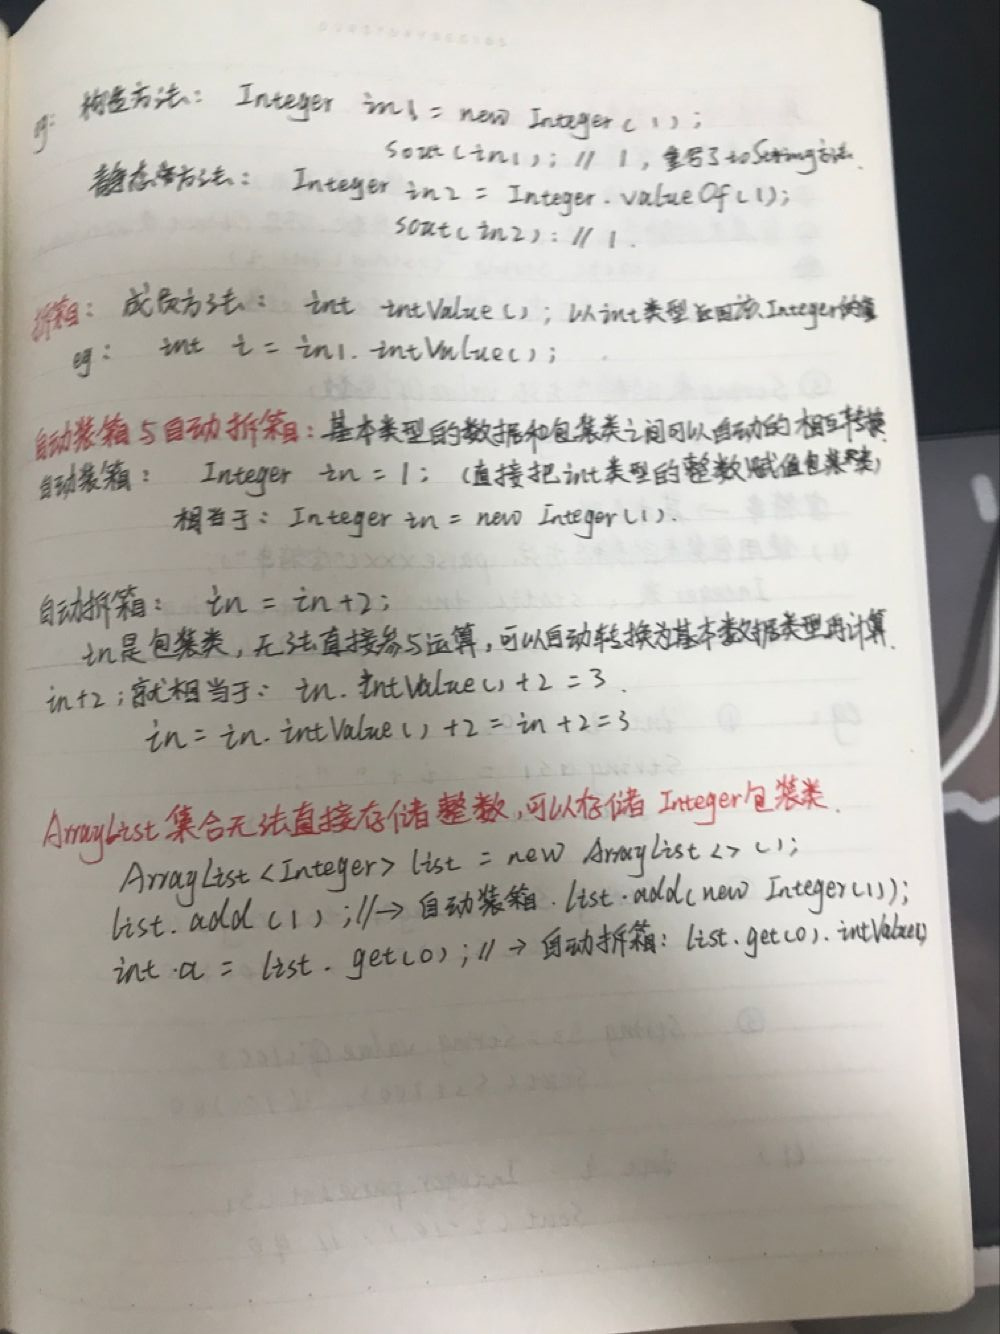 eg: 构造方法: Integer in1 = new Integer(1);
sout(in1); // 1, 重写了toString方法.
静态方法: Integer in2 = Integer.valueOf(1);
sout(in2): // 1.
拆箱: 成员方法: int intValue(); 以int类型返回该Integer的值
eg: int i = in1.intValue();
自动装箱与自动拆箱: 基本类型的数据和包装类之间可以自动的相互转换
自动装箱: Integer in = 1; (直接把int类型的整数赋值包装类)
相当于: Integer in = new Integer(1).
自动拆箱: in = in+2;
in是包装类, 无法直接参与运算, 可以自动转换为基本数据类型再计算.
in+2; 就相当于: in.intValue()+2=3.
in = in.intValue()+2 = in+2=3
ArrayList集合无法直接存储整数, 可以存储Integer包装类.
ArrayList<Integer> list = new ArrayList<>();
list.add(1); //→ 自动装箱.list.add(new Integer(1));
int a = list.get(0); // → 自动拆箱: list.get(0).intValue()